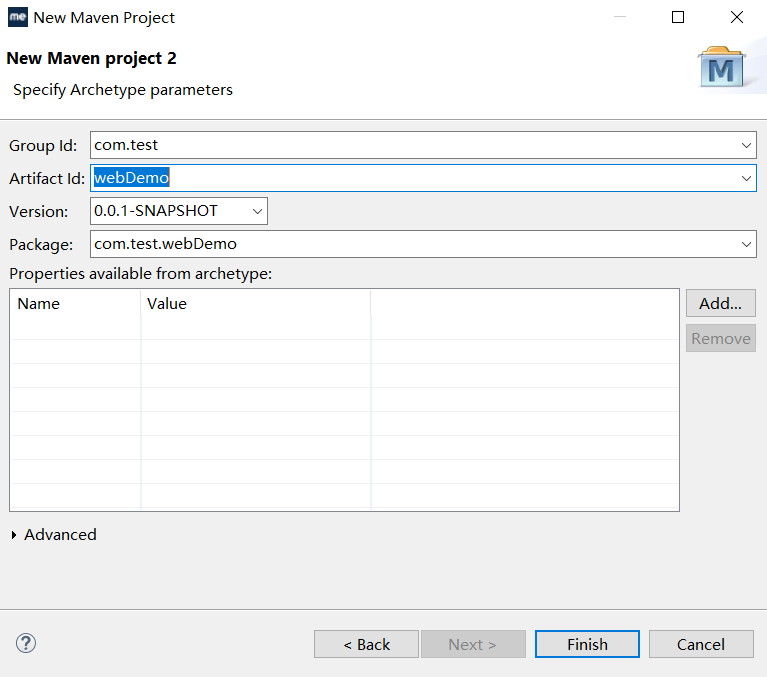 me New Maven Project
New Maven project 2
Specify Archetype parameters
M
Group Id: com.test
Artifact Id: webDemo
Version: 0.0.1-SNAPSHOT
Package: com.test.webDemo
Properties available from archetype:
Name Value
Add...
Remove
Advanced
? < Back Next > Finish Cancel